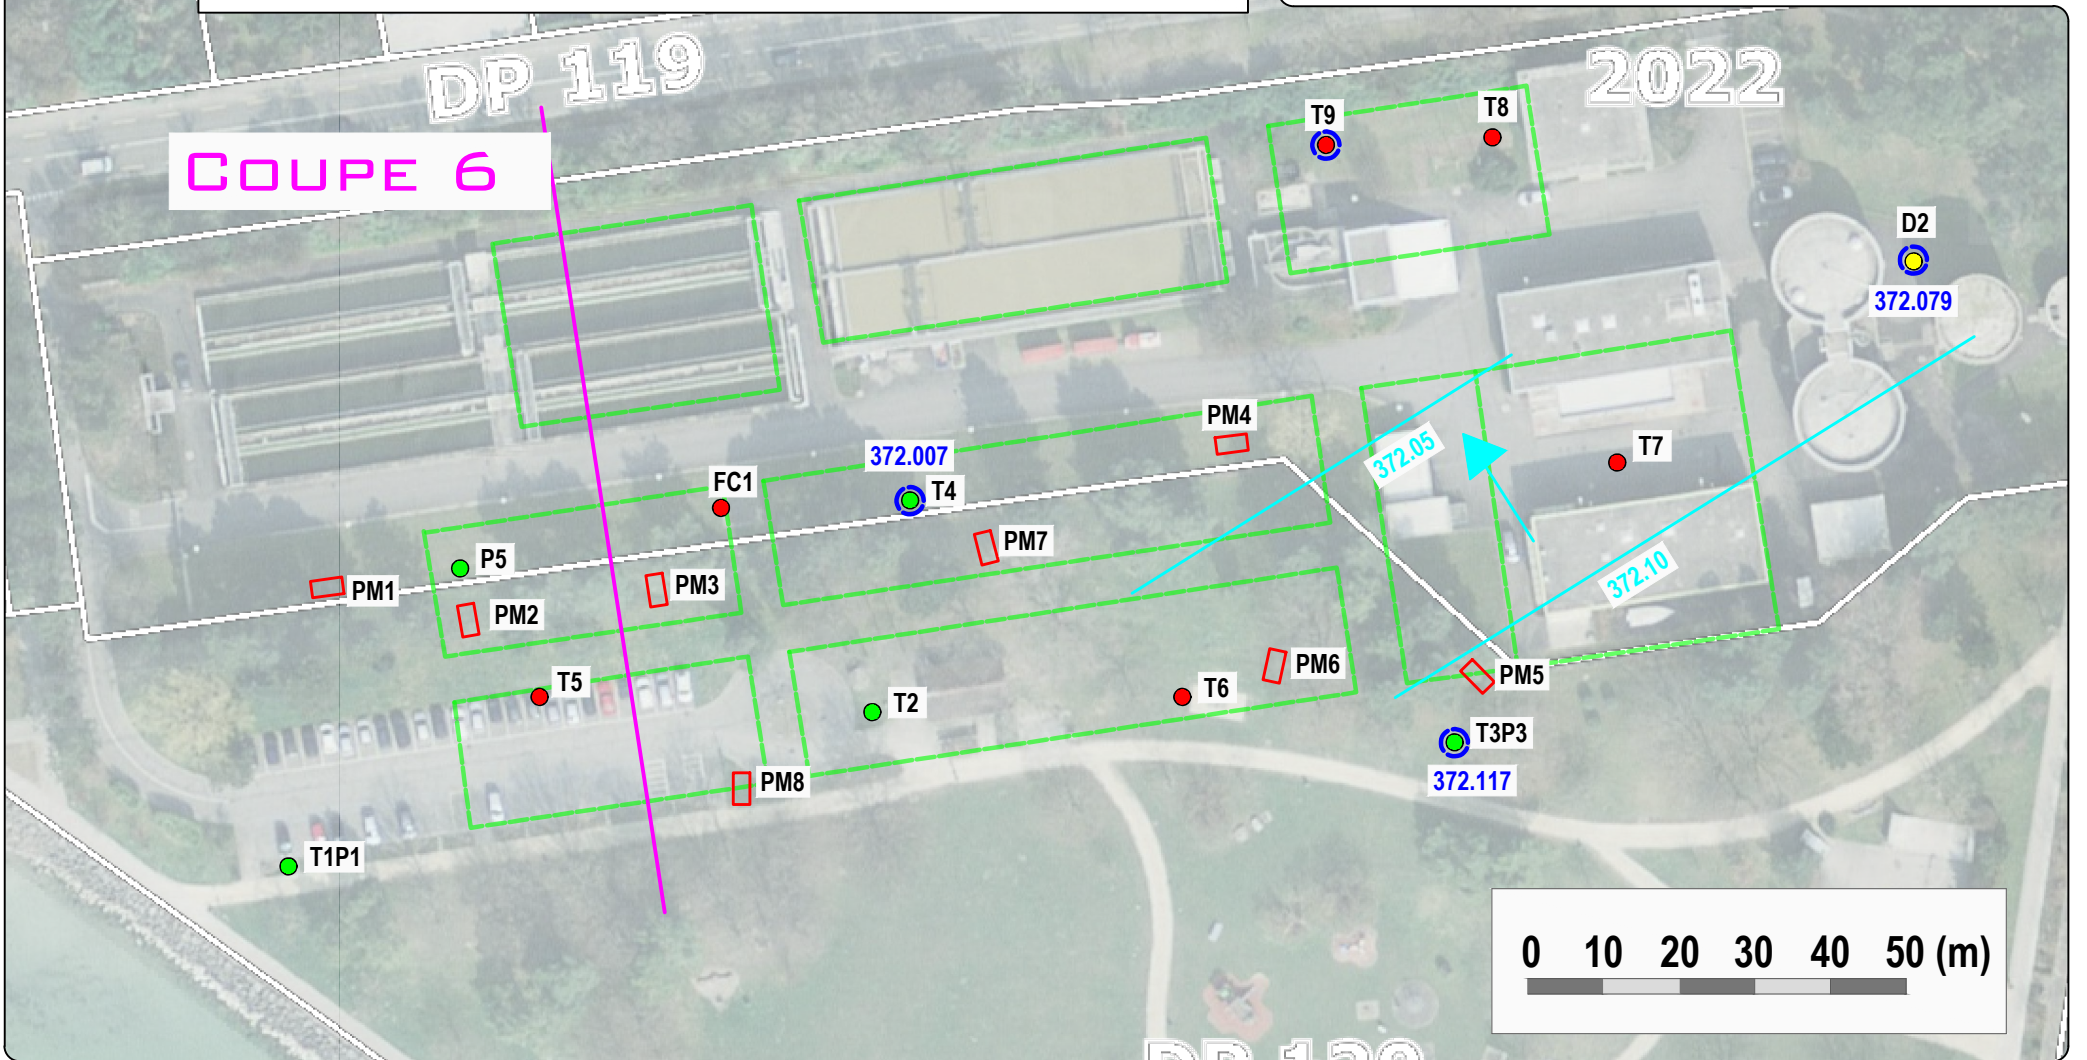 DP 119
2022
COUPE 6
T9
T8
D2
372.079
PM4
372.05
T7
372.007
T4
FC1
PM7
372.10
P5
PM1
PM2
PM3
T5
T2
T6
PM6
PM5
T3P3
372.117
PM8
T1P1
0 10 20 30 40 50 (m)